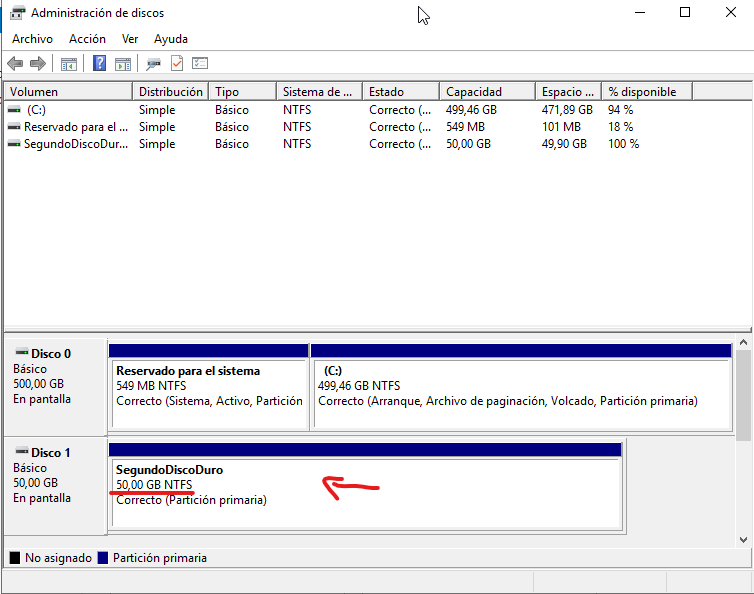 Administración de discos
Archivo Acción Ver Ayuda
Volumen Distribución Tipo Sistema de ... Estado Capacidad Espacio ... % disponible
(C:) Simple Básico NTFS Correcto (... 499,46 GB 471,89 GB 94 %
Reservado para el ... Simple Básico NTFS Correcto (... 549 MB 101 MB 18 %
SegundoDiscoDur... Simple Básico NTFS Correcto (... 50,00 GB 49,90 GB 100 %
Disco 0
Básico
500,00 GB
En pantalla
Reservado para el sistema
549 MB NTFS
Correcto (Sistema, Activo, Partición
(C:)
499,46 GB NTFS
Correcto (Arranque, Archivo de paginación, Volcado, Partición primaria)
Disco 1
Básico
50,00 GB
En pantalla
SegundoDiscoDuro
50,00 GB NTFS
Correcto (Partición primaria)
No asignado Partición primaria